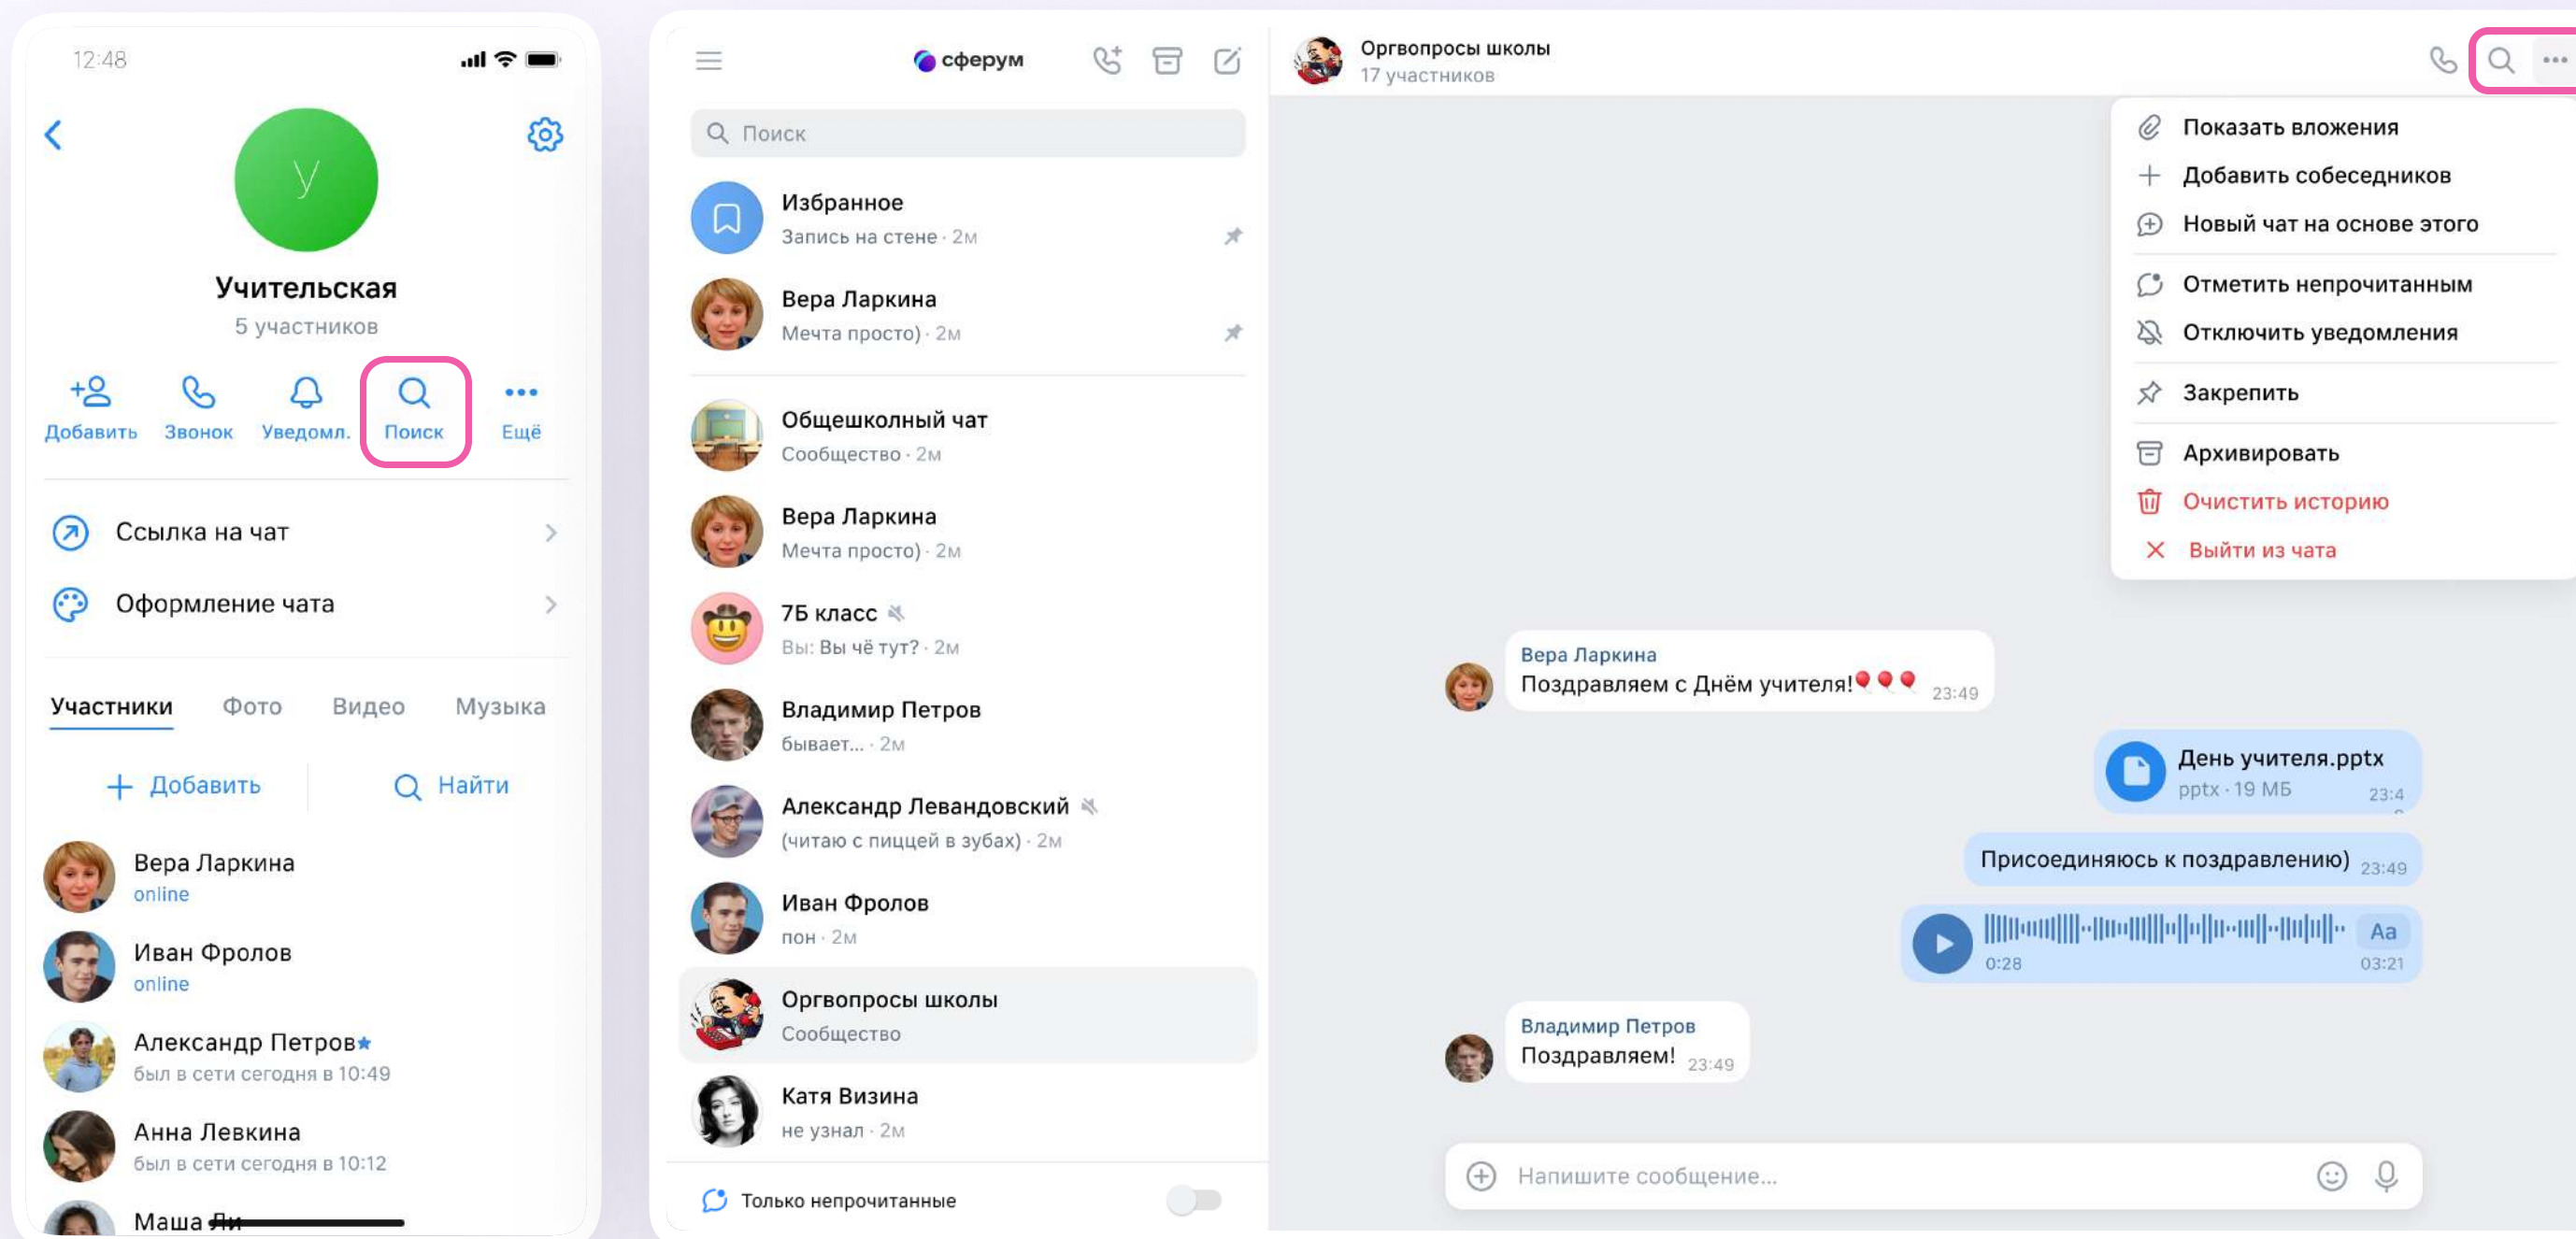 12:48
У
Учительская
5 участников
Добавить
Звонок
Уведомл.
Поиск
Ещё
Ссылка на чат
Оформление чата
Участники
Фото
Видео
Музыка
Добавить
Найти
Вера Ларкина
online
Иван Фролов
online
Александр Петров
был в сети сегодня в 10:49
Анна Левкина
был в сети сегодня в 10:12
Маша Ли
сферум
Поиск
Избранное
Запись на стене · 2м
Вера Ларкина
Мечта просто) · 2м
Общешколный чат
Сообщество · 2м
Вера Ларкина
Мечта просто) · 2м
7Б класс
Вы: Вы чё тут? · 2м
Владимир Петров
бывает... · 2м
Александр Левандовский
(читаю с пиццей в зубах) · 2м
Иван Фролов
пон · 2м
Оргвопросы школы
Сообщество
Катя Визина
не узнал · 2м
Только непрочитанные
Оргвопросы школы
17 участников
Показать вложения
Добавить собеседников
Новый чат на основе этого
Отметить непрочитанным
Отключить уведомления
Закрепить
Архивировать
Очистить историю
Выйти из чата
Вера Ларкина
Поздравляем с Днём учителя!
23:49
День учителя.pptx
pptx · 19 МБ
23:4
Присоединяюсь к поздравлению)
23:49
Aa
0:28
03:21
Владимир Петров
Поздравляем!
23:49
Напишите сообщение...